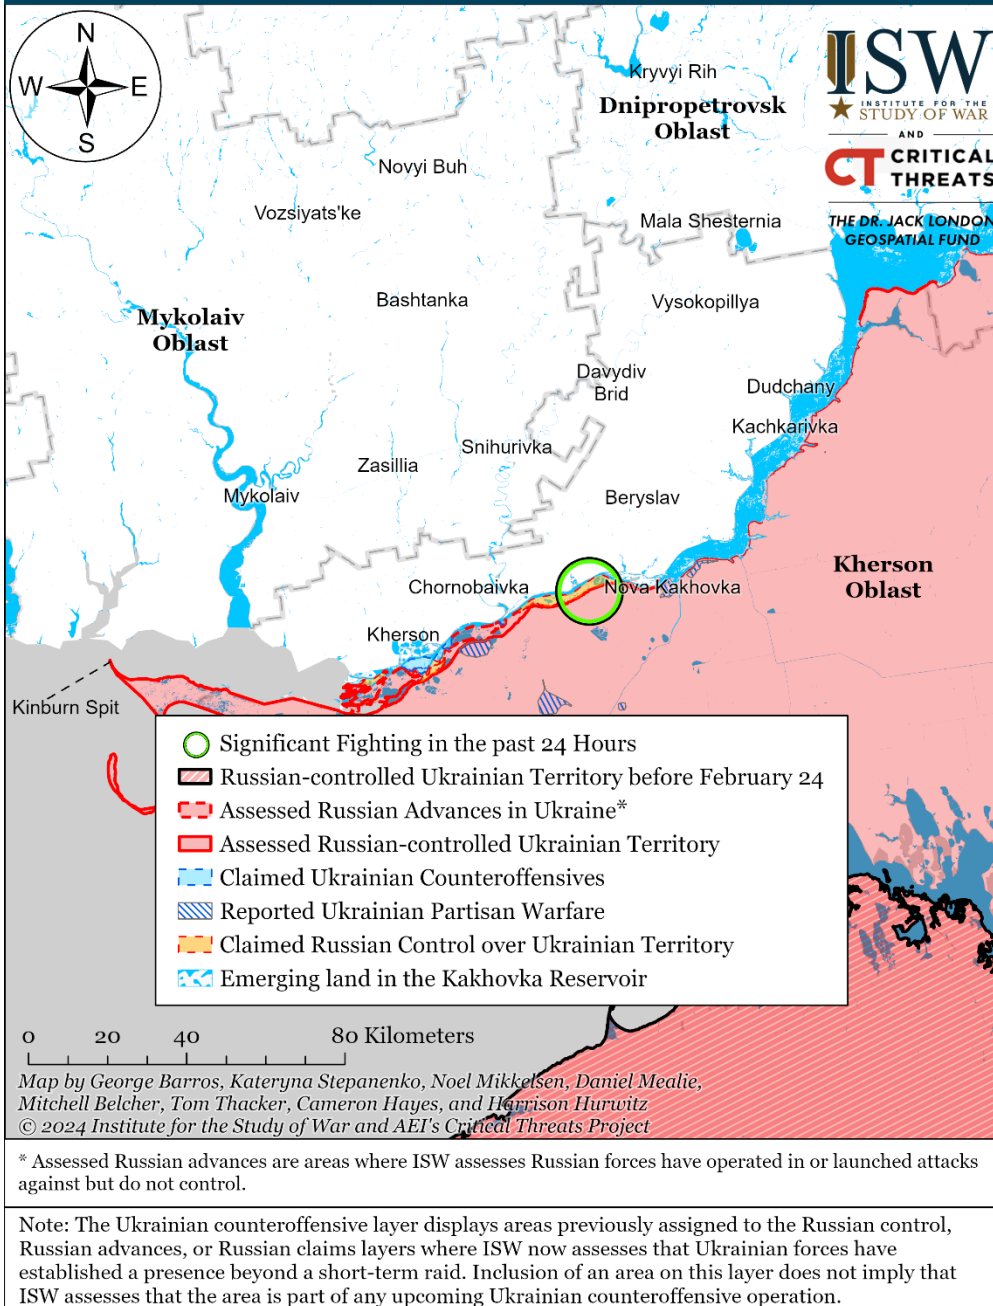 N
W E
S
ISW
INSTITUTE FOR THE
STUDY OF WAR
AND
CT CRITICAL
THREATS
THE DR. JACK LONDON
GEOSPATIAL FUND
Kryvyi Rih
Dnipropetrovsk
Oblast
Novyi Buh
Vozsiyats'ke
Mala Shesternia
Bashtanka
Vysokopillya
Mykolaiv
Oblast
Davydiv
Brid
Dudchany
Kachkarivka
Snihurivka
Zasillia
Mykolaiv
Beryslav
Kherson
Oblast
Chornobaivka
Nova Kakhovka
Kherson
Kinburn Spit
Significant Fighting in the past 24 Hours
Russian-controlled Ukrainian Territory before February 24
Assessed Russian Advances in Ukraine*
Assessed Russian-controlled Ukrainian Territory
Claimed Ukrainian Counteroffensives
Reported Ukrainian Partisan Warfare
Claimed Russian Control over Ukrainian Territory
Emerging land in the Kakhovka Reservoir
0 20 40 80 Kilometers
Map by George Barros, Kateryna Stepanenko, Noel Mikkelsen, Daniel Mealie,
Mitchell Belcher, Tom Thacker, Cameron Hayes, and Harrison Hurwitz
© 2024 Institute for the Study of War and AEI's Critical Threats Project
* Assessed Russian advances are areas where ISW assesses Russian forces have operated in or launched attacks
against but do not control.
Note: The Ukrainian counteroffensive layer displays areas previously assigned to the Russian control,
Russian advances, or Russian claims layers where ISW now assesses that Ukrainian forces have
established a presence beyond a short-term raid. Inclusion of an area on this layer does not imply that
ISW assesses that the area is part of any upcoming Ukrainian counteroffensive operation.